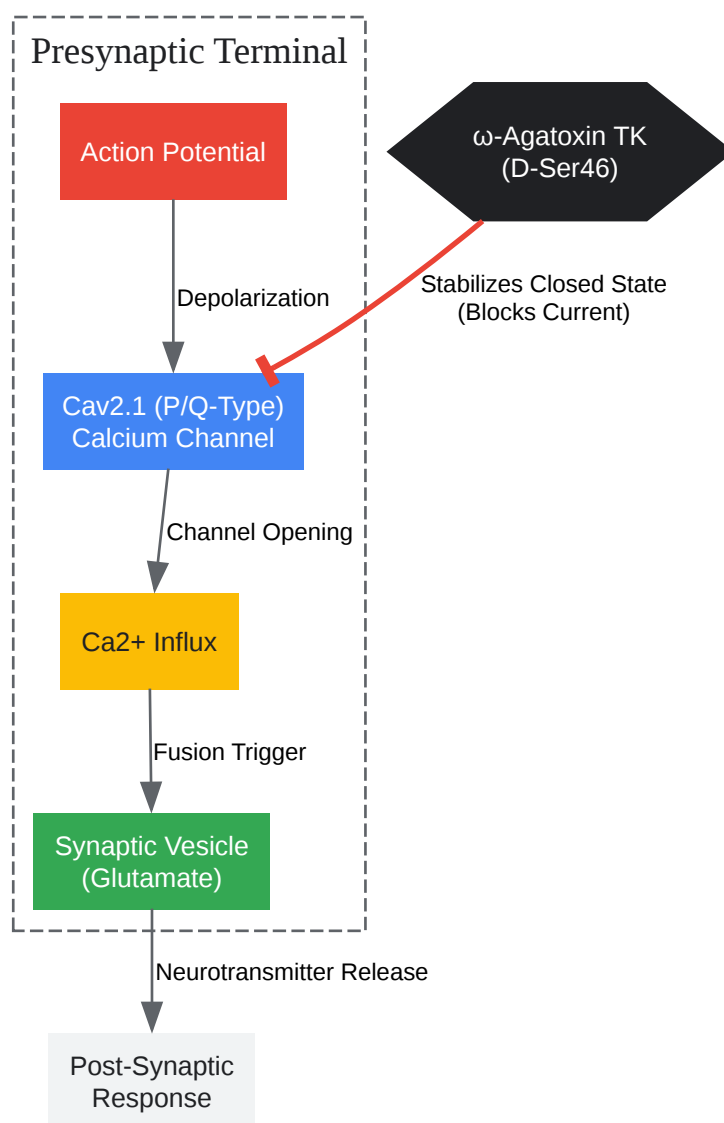 Presynaptic Terminal
Action Potential
ω-Agatoxin TK
(D-Ser46)
Depolarization
Stabilizes Closed State
(Blocks Current)
Cav2.1 (P/Q-Type)
Calcium Channel
Channel Opening
Ca2+ Influx
Fusion Trigger
Synaptic Vesicle
(Glutamate)
Neurotransmitter Release
Post-Synaptic
Response